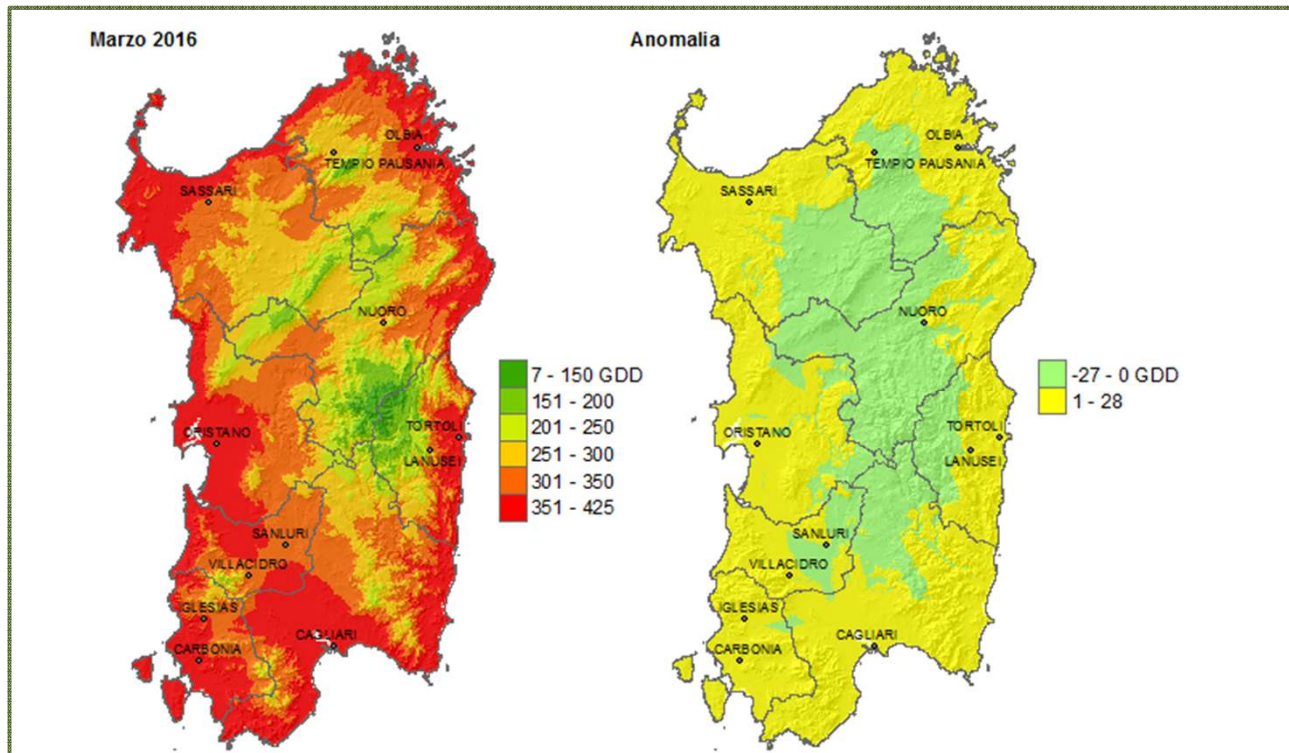 Marzo 2016
OLBIA
TEMPIO PAUSANIA
SASSARI
NUORO
ORISTANO
TORTOLI
LANUSEI
SANLURI
VILLACIDRO
IGLESIAS
CAGLIARI
CARBONIA
7 - 150 GDD
151 - 200
201 - 250
251 - 300
301 - 350
351 - 425
Anomalia
OLBIA
TEMPIO PAUSANIA
SASSARI
NUORO
ORISTANO
TORTOLI
LANUSEI
SANLURI
VILLACIDRO
IGLESIAS
CAGLIARI
CARBONIA
-27 - 0 GDD
1 - 28